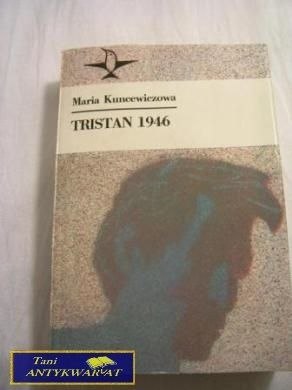 Maria Kuncewiczowa
TRISTAN 1946
Tani
ANTYKWARIAT